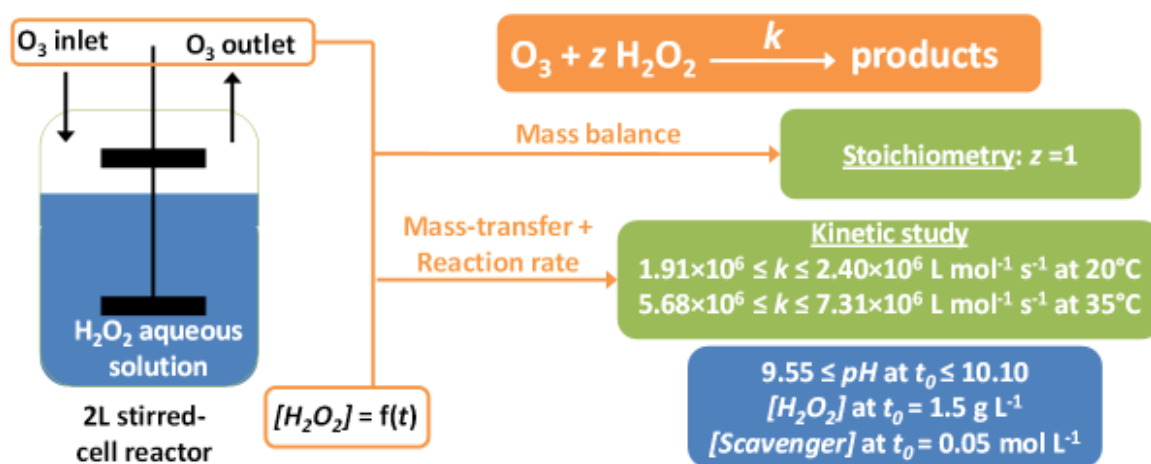 O₃ inlet
O₃ outlet
H₂O₂ aqueous
solution
2L stirred-
cell reactor
[H₂O₂] = f(t)
O₃ + z H₂O₂ k → products
Mass balance
Stoichiometry: z =1
Mass-transfer +
Reaction rate
Kinetic study
1.91×10⁶ ≤ k ≤ 2.40×10⁶ L mol⁻¹ s⁻¹ at 20°C
5.68×10⁶ ≤ k ≤ 7.31×10⁶ L mol⁻¹ s⁻¹ at 35°C
9.55 ≤ pH at t₀ ≤ 10.10
[H₂O₂] at t₀ = 1.5 g L⁻¹
[Scavenger] at t₀ = 0.05 mol L⁻¹